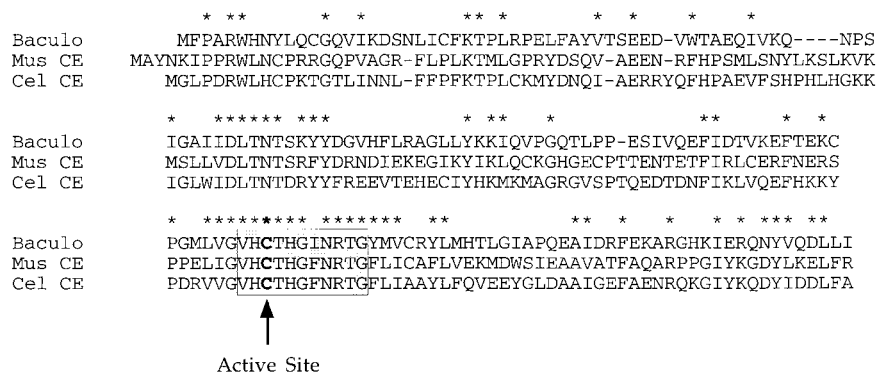 * ** * * ** * * * * *
Baculo MFPARWHNYLQCGQVIKDSNLICFKTPLRPELFAYVTSEED-VWTAEQIVKQ----NPS
Mus CE MAYNKIPPRWLNCPRRGQPVAGR-FLPLKTMLGPRYDSQV-AEEN-RFHPSMLSNYLKSLKVK
Cel CE MGLPDRWLHCPKTGTLINNL-FFPFKTPLCKMYDNQI-AERRYQFHPAEVFSHPHLHGKK
* ****** *** * ** * ** * *
Baculo IGAIIDLTNTSKYYDGVHFLRAGLLYKKIQVPGQTLPP-ESIVQEFIDTVKEFTEKC
Mus CE MSLLVDLTNTSRFYDRNDIEKEGIKYIKLQCKGHGECPTTENTETFIRLCERFNERS
Cel CE IGLWIDLTNTDRYYFREEVTEHECIYHKMKMAGRGVSPTQEDTDNFIKLVQEFHKKY
* ******** ******* ** ** * * * * **
Baculo PGMLVGVHCTHGINRTGYMVCRYLMHTLGIAPQEAIDRFEKARGHKIERQNYVQDLLI
Mus CE PPELIGVHCTHGFNRTGFLICAFLVEKMDWSIEAAVATFAQARPPGIYKGDYLKELFR
Cel CE PDRVVGVHCTHGFNRTGFLIAAYLFQVEEYGLDAAIGEFAENRQKGIYKQDYIDDLFA
Active Site